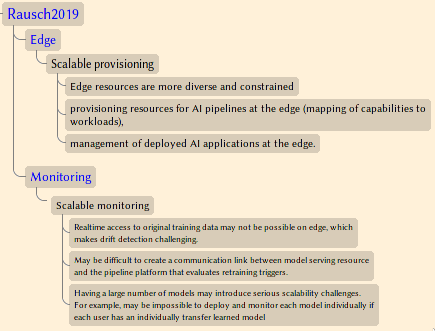 Rausch2019
Edge
Scalable provisioning
Edge resources are more diverse and constrained
provisioning resources for AI pipelines at the edge (mapping of capabilities to
workloads),
management of deployed AI applications at the edge.
Monitoring
Scalable monitoring
Realtime access to original training data may not be possible on edge, which
makes drift detection challenging.
May be difficult to create a communication link between model serving resource
and the pipeline platform that evaluates retraining triggers.
Having a large number of models may introduce serious scalability challenges.
For example, may be impossible to deploy and monitor each model individually if
each user has an individually transfer learned model